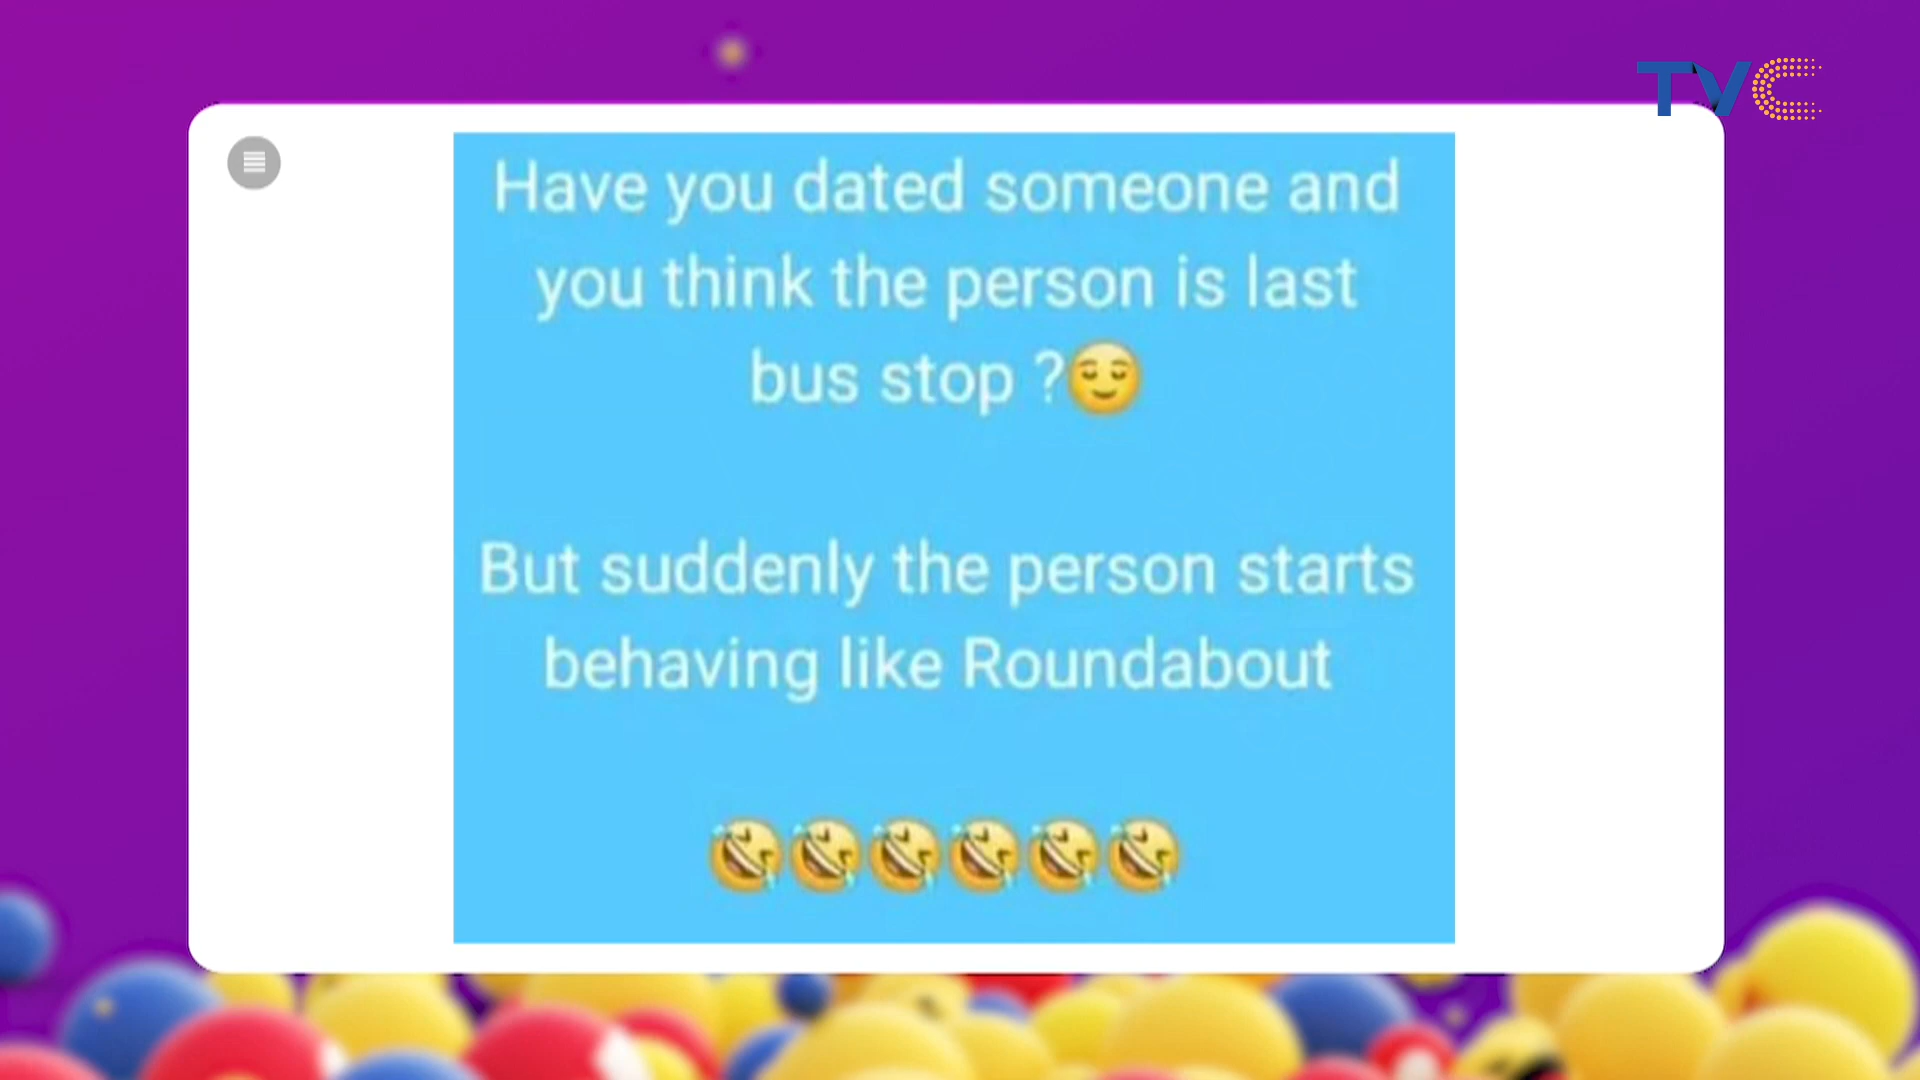 TVC
Have you dated someone and
you think the person is last
bus stop ?😌
But suddenly the person starts
behaving like Roundabout
🤣🤣🤣🤣🤣🤣